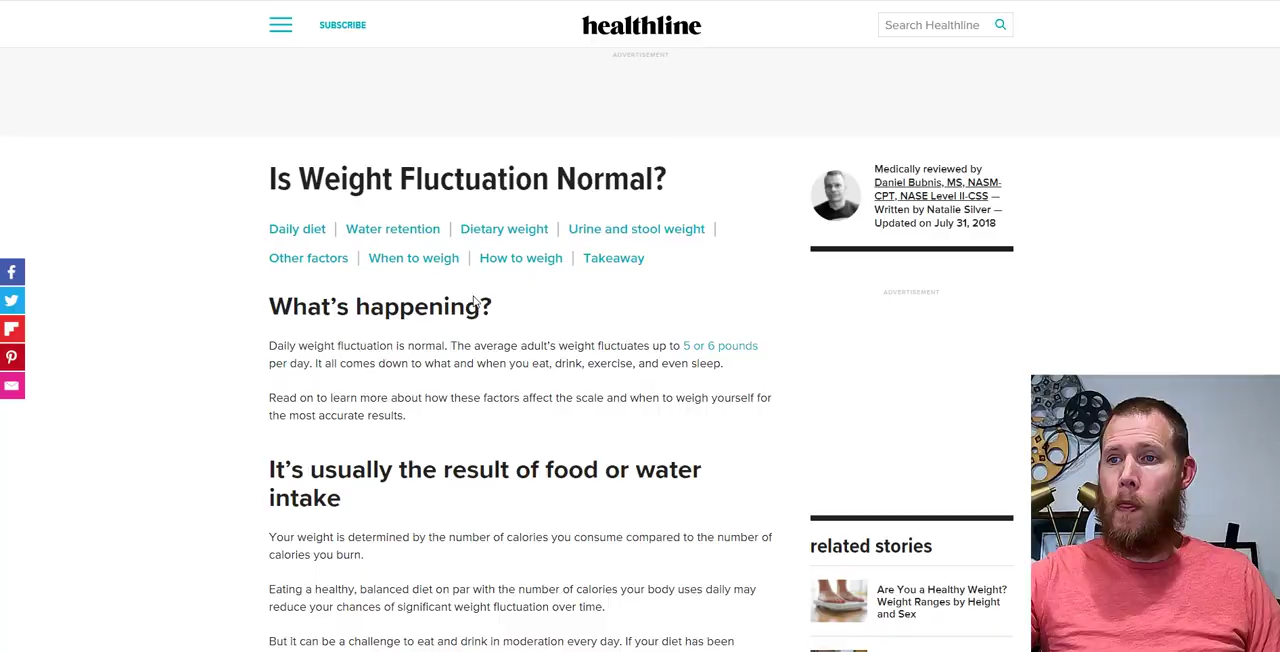 SUBSCRIBE
healthline
Search Healthline
ADVERTISEMENT
Is Weight Fluctuation Normal?
Daily diet | Water retention | Dietary weight | Urine and stool weight |
Other factors | When to weigh | How to weigh | Takeaway
What's happening?
Daily weight fluctuation is normal. The average adult's weight fluctuates up to 5 or 6 pounds
per day. It all comes down to what and when you eat, drink, exercise, and even sleep.
Read on to learn more about how these factors affect the scale and when to weigh yourself for
the most accurate results.
It's usually the result of food or water
intake
Your weight is determined by the number of calories you consume compared to the number of
calories you burn.
Eating a healthy, balanced diet on par with the number of calories your body uses daily may
reduce your chances of significant weight fluctuation over time.
But it can be a challenge to eat and drink in moderation every day. If your diet has been
Medically reviewed by
Daniel Bubnis, MS, NASM-
CPT, NASE Level II-CSS —
Written by Natalie Silver —
Updated on July 31, 2018
ADVERTISEMENT
related stories
Are You a Healthy Weight?
Weight Ranges by Height
and Sex